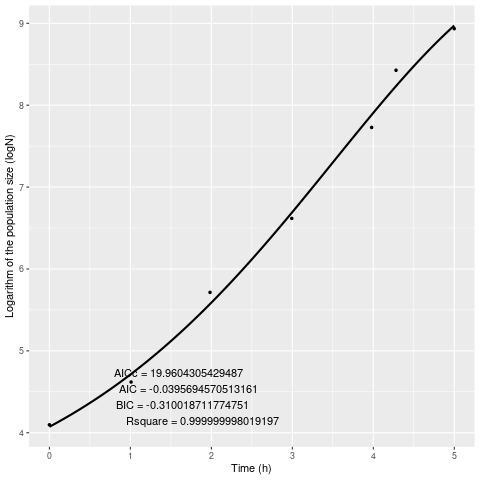 9
8
7
6
5
4
Logarithm of the population size (logN)
AICc = 19.9604305429487
AIC = -0.0395694570513161
BIC = -0.310018711774751
Rsquare = 0.999999998019197
0 1 2 3 4 5
Time (h)